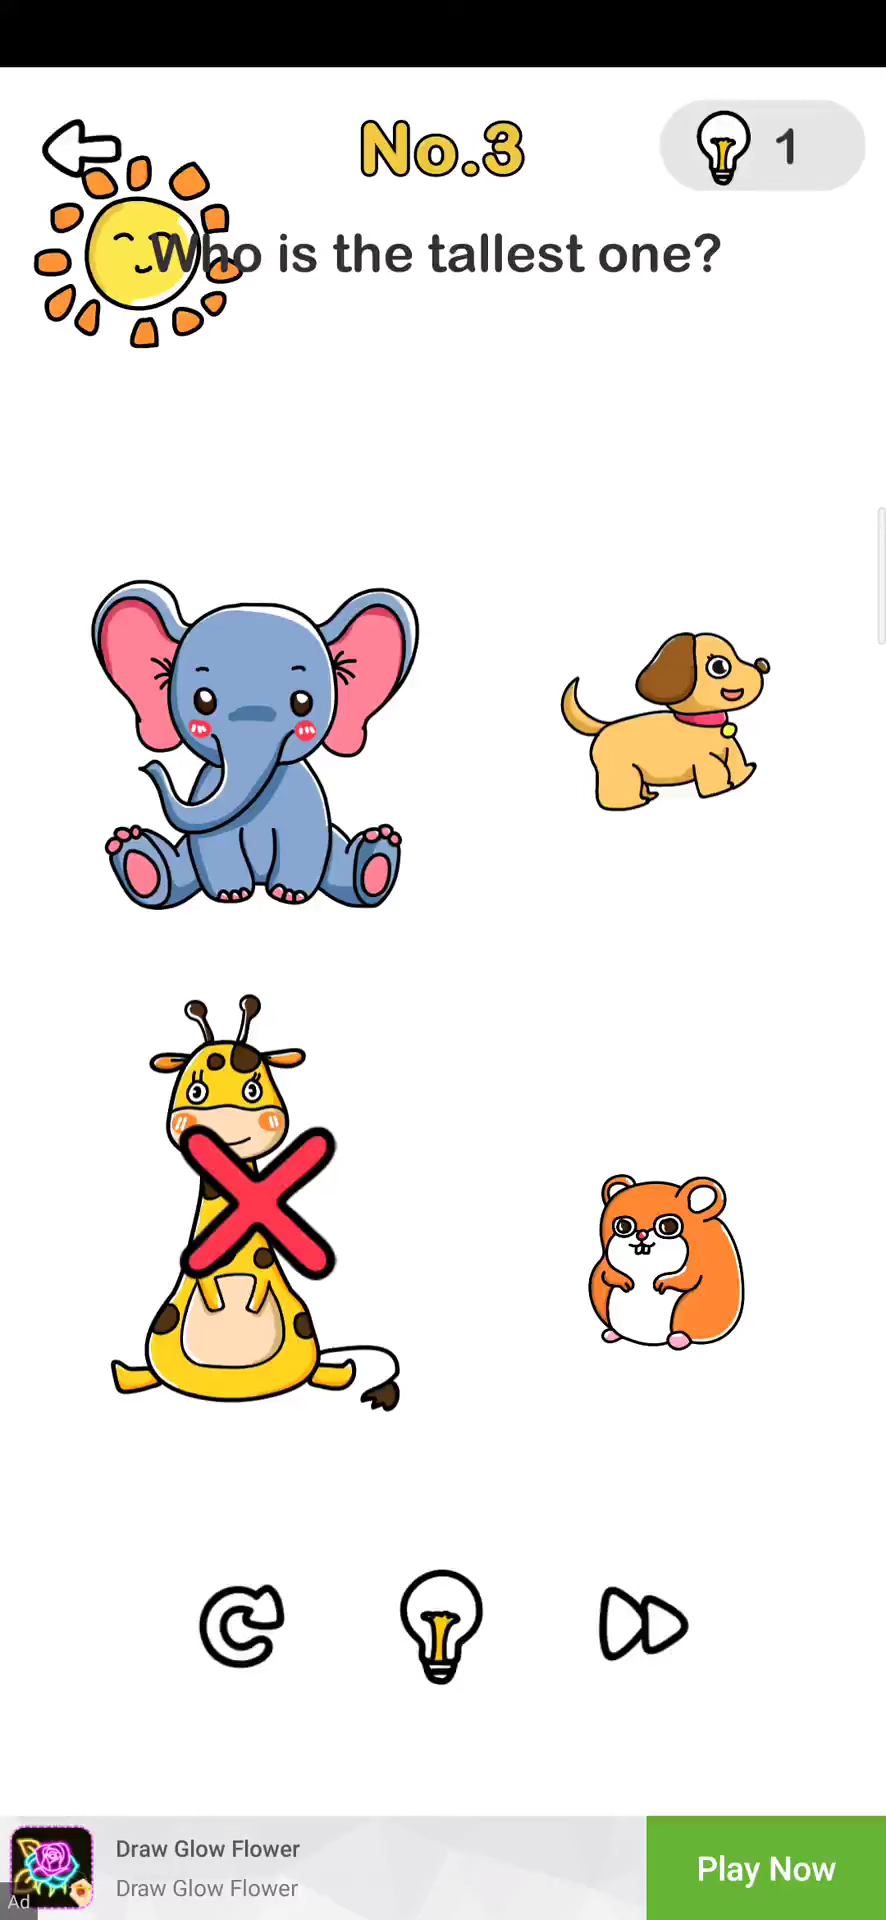 No.3
1
Who is the tallest one?
Draw Glow Flower
Draw Glow Flower
Play Now
Ad